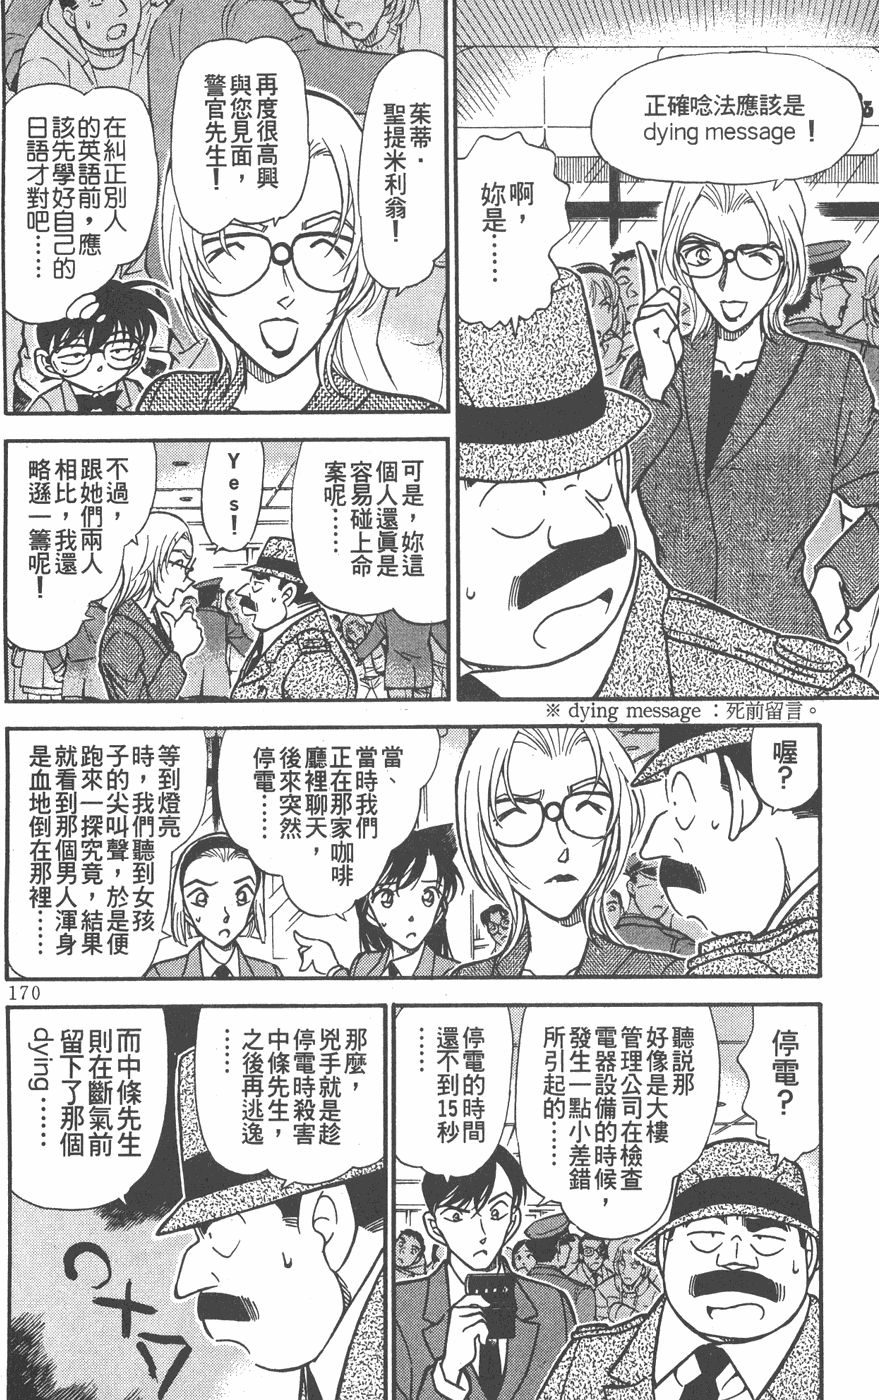 正確唸法應該是
dying message！
啊，
妳是……
茱蒂．
聖提米利翁！
再度很高興
與您見面，
警官先生！
在糾正別人
的英語前，應
該先學好自己的
日語才對吧……
※ dying message ：死前留言。
可是，妳這
個人還真是
容易碰上命
案呢……
Yes！
不過，
跟她們兩人
相比，我還
略遜一籌呢！
喔？
當、
當時我們
正在那家咖啡
廳裡聊天，
後來突然
停電……
等到燈亮
時，我們聽到女孩
子的尖叫聲，於是便
跑來一探究竟，結果
就看到那個男人渾身
是血地倒在那裡……
170
停電？
聽說那
好像是大樓
管理公司在檢查
電器設備的時候，
發生一點小差錯
所引起的……
停電的時間
還不到15秒
……
那麼，
兇手就是趁
停電時殺害
中條先生，
之後再逃逸
……
而中條先生
則在斷氣前
留下了那個
dying……
C+△